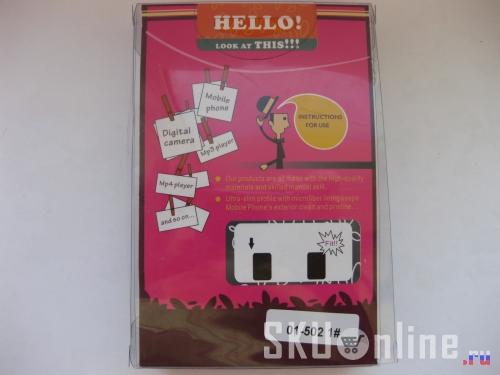 HELLO!
LOOK AT THIS!!!
Mobile
phone
Digital
camera
Mp3 player
Mp4 player
and so on...
INSTRUCTIONS
FOR USE
Our products are all made with the high-quality
materials and skilled manual skill.
Ultra-slim profile with microfiber lining keeps
Mobile Phone's exterior clean and pristine.
Fit!!
01-502 1#
SKUonline
.ru